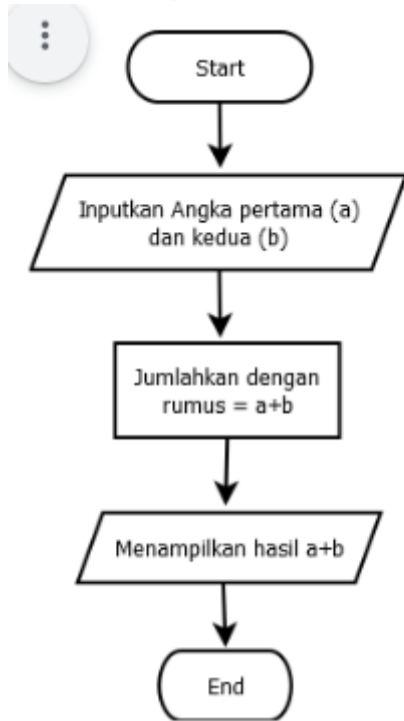 Start
Inputkan Angka pertama (a)
dan kedua (b)
Jumlahkan dengan
rumus = a+b
Menampilkan hasil a+b
End